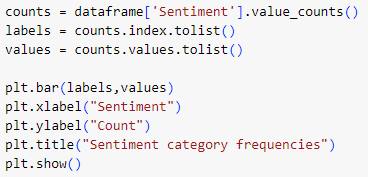 counts = dataframe['Sentiment'].value_counts()
labels = counts.index.tolist()
values = counts.values.tolist()

plt.bar(labels,values)
plt.xlabel("Sentiment")
plt.ylabel("Count")
plt.title("Sentiment category frequencies")
plt.show()